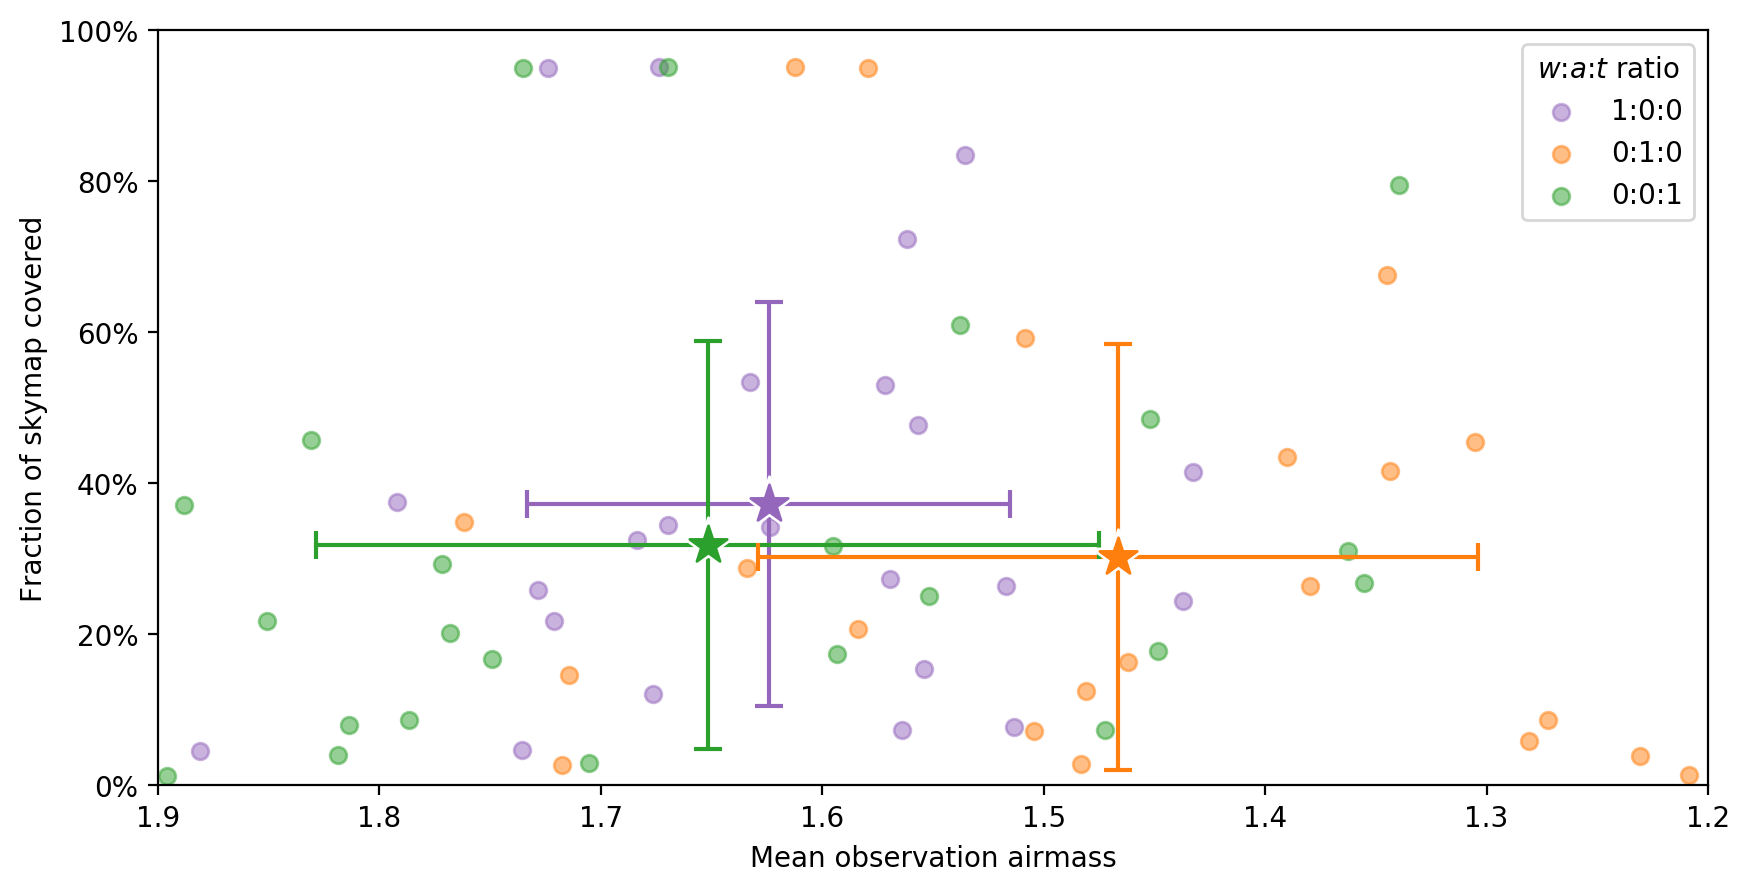 100%
80%
60%
40%
20%
0%
Fraction of skymap covered
w:a:t ratio
1:0:0
0:1:0
0:0:1
1.9 1.8 1.7 1.6 1.5 1.4 1.3 1.2
Mean observation airmass